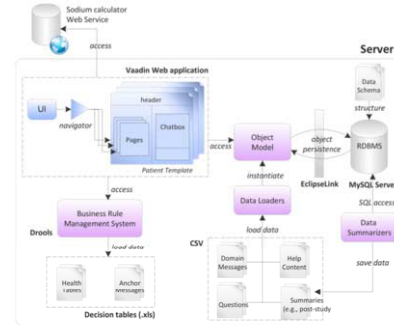 Sodium calculator
Web Service
access
Server
Vaadin Web application
UI
navigator
header
Pages
Chatbox
Patient Template
access
access
Object
Model
object
persistence
EclipseLink
Data
Schema
structure
RDBMS
MySQL Server
instantiate
Data Loaders
load data
SQL access
Data
Summarizers
save data
Business Rule
Management System
Drools
load data
Health
Tables
Anchor
Messages
Decision tables (.xls)
CSV
Domain
Messages
Help
Content
Questions
Summaries
(e.g., post-study